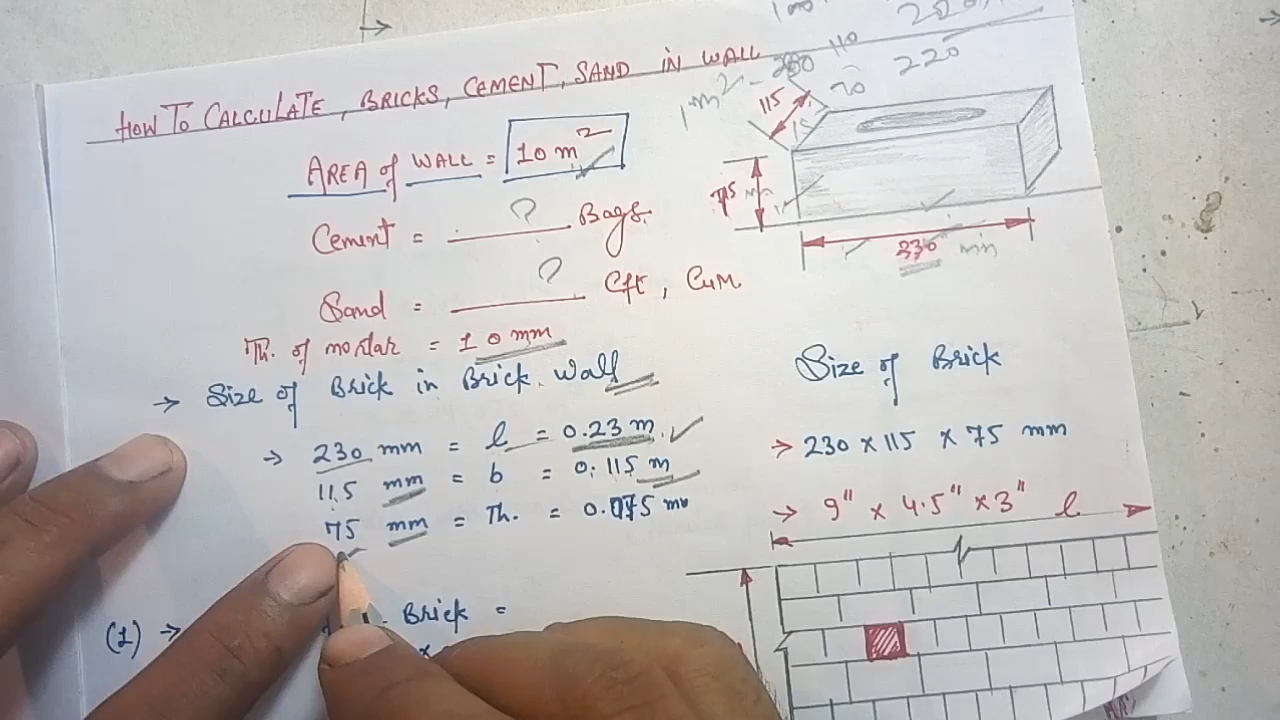 HOW TO CALCULATE, BRICKS, CEMENT, SAND IN WALL
AREA of WALL = 10 m²
Cement = ? Bags.
Sand = ? Cft, CuM.
Th. of mortar = 10 mm
→ Size of Brick in Brick Wall
→ 230 mm = l = 0.23 m
115 mm = b = 0.115 m
75 mm = Th. = 0.075 m
(1) → Brick =
220
110
1m²
115
75 mm
230 mm
Size of Brick
→ 230 x 115 x 75 mm
→ 9" x 4.5" x 3" l